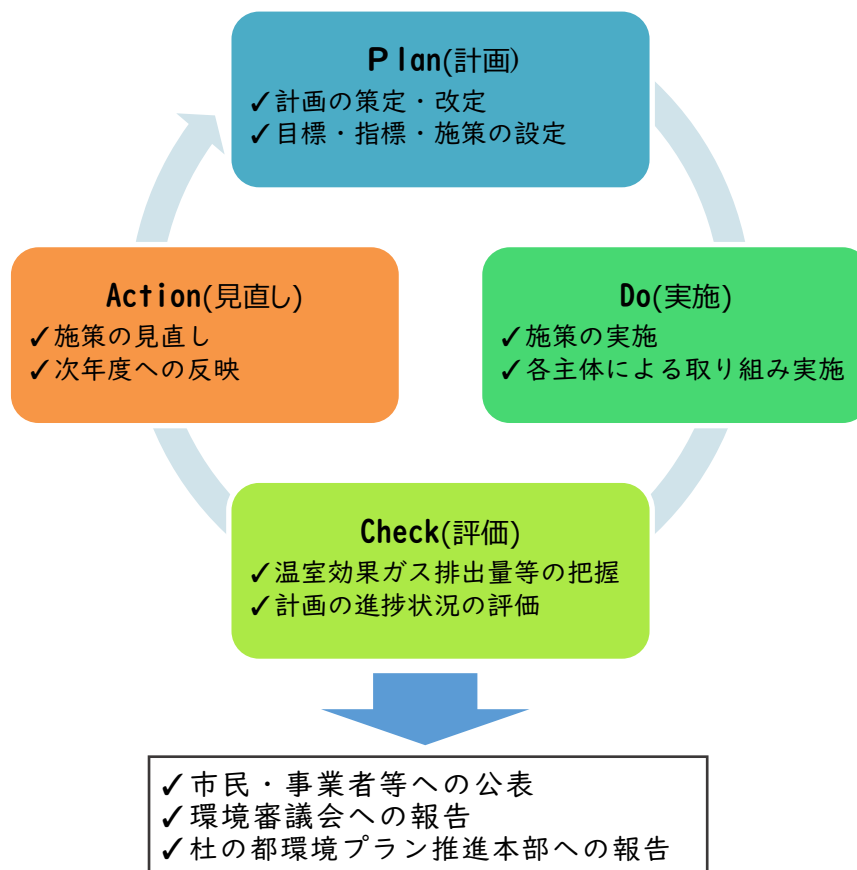 Plan(計画)
✓計画の策定・改定
✓目標・指標・施策の設定
Do(実施)
✓施策の実施
✓各主体による取り組み実施
Check(評価)
✓温室効果ガス排出量等の把握
✓計画の進捗状況の評価
Action(見直し)
✓施策の見直し
✓次年度への反映
✓市民・事業者等への公表
✓環境審議会への報告
✓杜の都環境プラン推進本部への報告